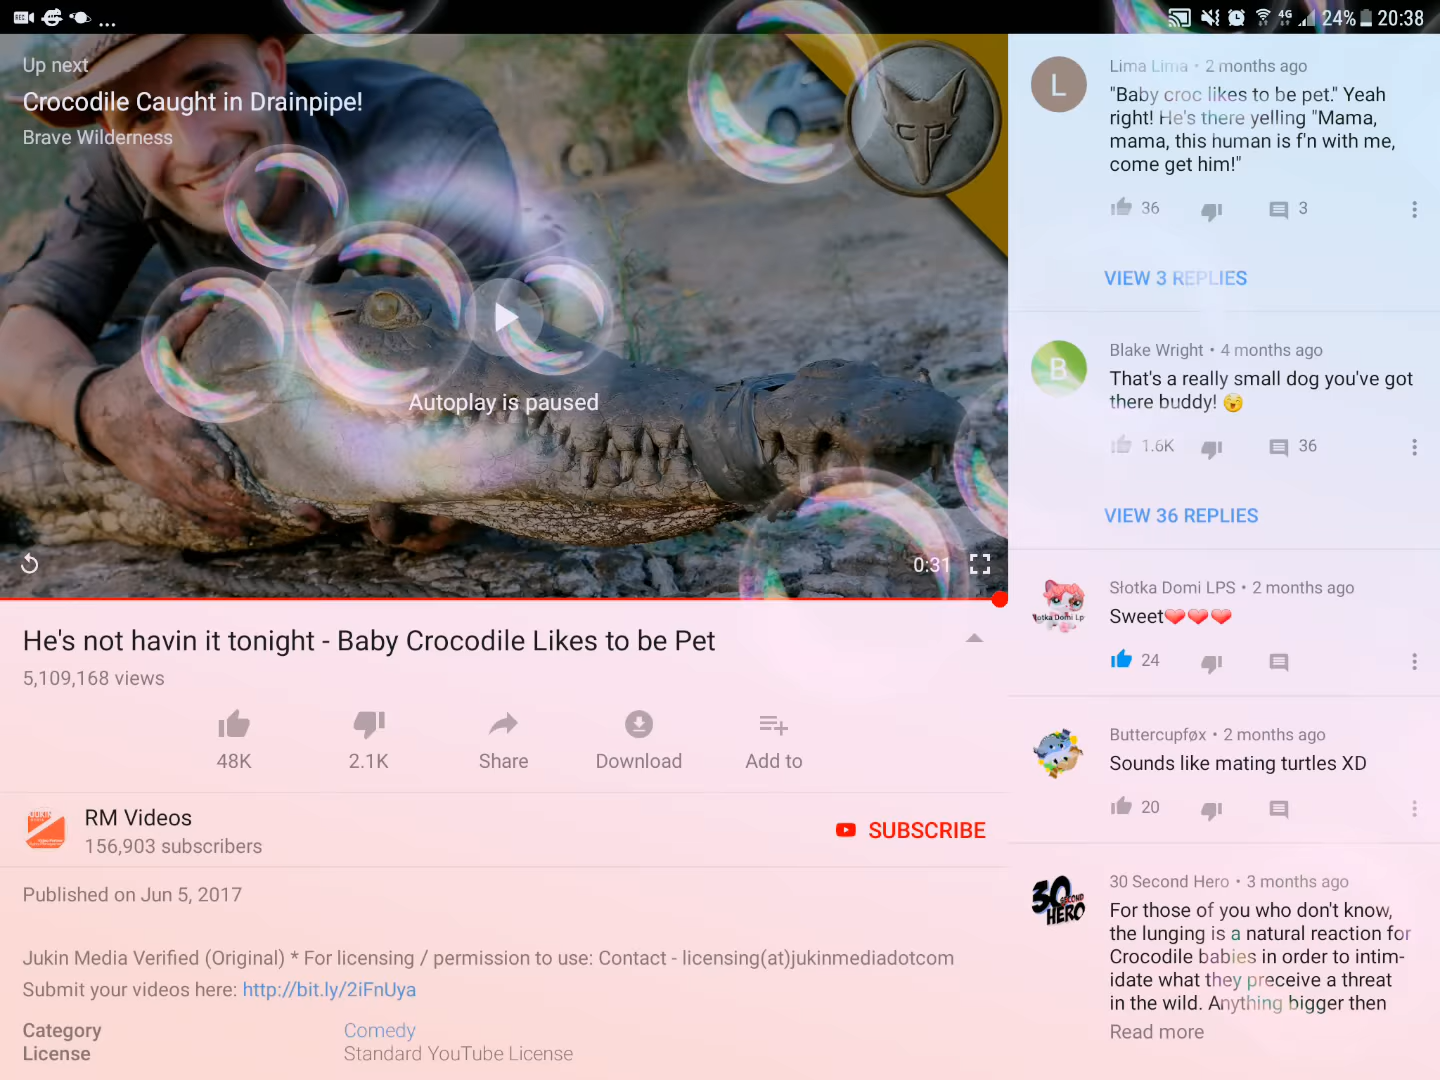 REC
...
4G
24%
20:38
Up next
Crocodile Caught in Drainpipe!
Brave Wilderness
Autoplay is paused
0:31
He's not havin it tonight - Baby Crocodile Likes to be Pet
5,109,168 views
48K
2.1K
Share
Download
Add to
RM Videos
156,903 subscribers
SUBSCRIBE
Published on Jun 5, 2017
Jukin Media Verified (Original) * For licensing / permission to use: Contact - licensing(at)jukinmediadotcom
Submit your videos here: http://bit.ly/2iFnUya
Category Comedy
License Standard YouTube License
L
Lima Lima • 2 months ago
"Baby croc likes to be pet." Yeah
right! He's there yelling "Mama,
mama, this human is f'n with me,
come get him!"
36
3
VIEW 3 REPLIES
B
Blake Wright • 4 months ago
That's a really small dog you've got
there buddy! 😄
1.6K
36
VIEW 36 REPLIES
Słotka Domi LPS • 2 months ago
Sweet❤❤❤
24
Buttercupføx • 2 months ago
Sounds like mating turtles XD
20
30 SECOND HERO
30 Second Hero • 3 months ago
For those of you who don't know,
the lunging is a natural reaction for
Crocodile babies in order to intim-
idate what they preceive a threat
in the wild. Anything bigger then
Read more